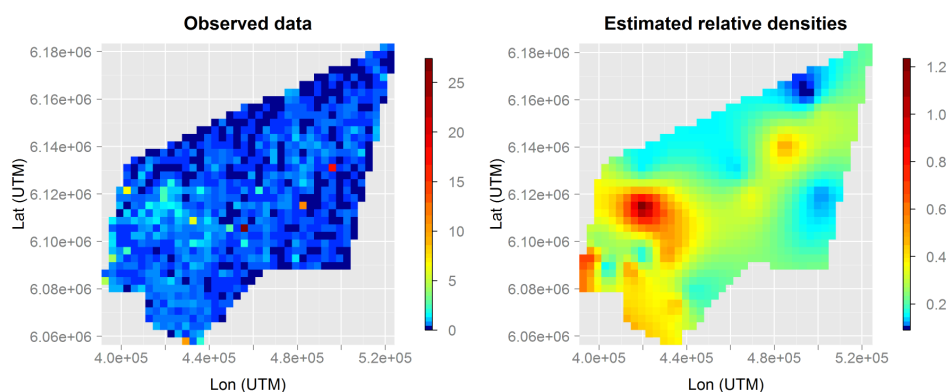 Observed data
Lat (UTM)
6.18e+06
6.16e+06
6.14e+06
6.12e+06
6.10e+06
6.08e+06
6.06e+06
4.0e+05 4.4e+05 4.8e+05 5.2e+05
Lon (UTM)
25
20
15
10
5
0
Estimated relative densities
Lat (UTM)
6.18e+06
6.16e+06
6.14e+06
6.12e+06
6.10e+06
6.08e+06
6.06e+06
4.0e+05 4.4e+05 4.8e+05 5.2e+05
Lon (UTM)
1.2
1.0
0.8
0.6
0.4
0.2